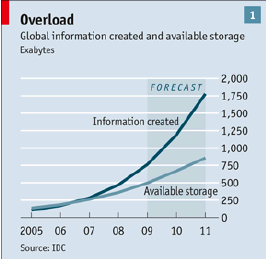 1
Overload
Global information created and available storage
Exabytes
FORECAST
2,000
1,750
1,500
1,250
1,000
750
500
250
0
Information created
Available storage
2005 06 07 08 09 10 11
Source: IDC